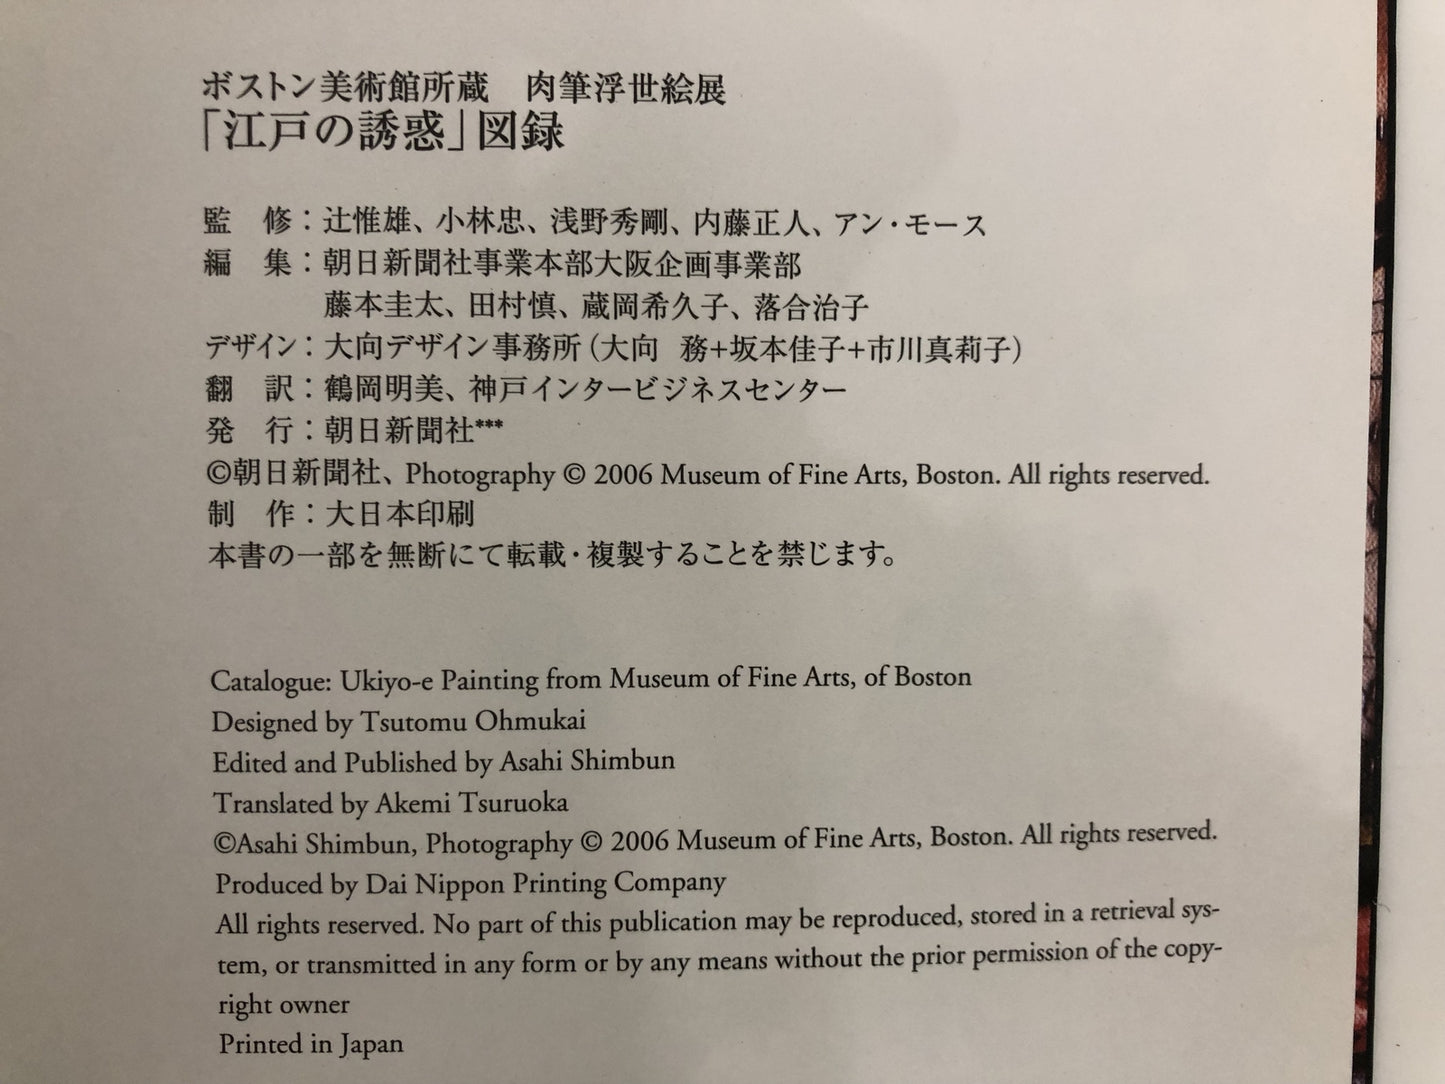 ボストン美術館所蔵　肉筆浮世絵展
「江戸の誘惑」図録
監　修：辻惟雄、小林忠、浅野秀剛、内藤正人、アン・モース
編　集：朝日新聞社事業本部大阪企画事業部
藤本圭太、田村慎、蔵岡希久子、落合治子
デザイン：大向デザイン事務所（大向　務+坂本佳子+市川真莉子）
翻　訳：鶴岡明美、神戸インタービジネスセンター
発　行：朝日新聞社***
©朝日新聞社、Photography © 2006 Museum of Fine Arts, Boston. All rights reserved.
制　作：大日本印刷
本書の一部を無断にて転載・複製することを禁じます。
Catalogue: Ukiyo-e Painting from Museum of Fine Arts, of Boston
Designed by Tsutomu Ohmukai
Edited and Published by Asahi Shimbun
Translated by Akemi Tsuruoka
©Asahi Shimbun, Photography © 2006 Museum of Fine Arts, Boston. All rights reserved.
Produced by Dai Nippon Printing Company
All rights reserved. No part of this publication may be reproduced, stored in a retrieval sys-
tem, or transmitted in any form or by any means without the prior permission of the copy-
right owner
Printed in Japan